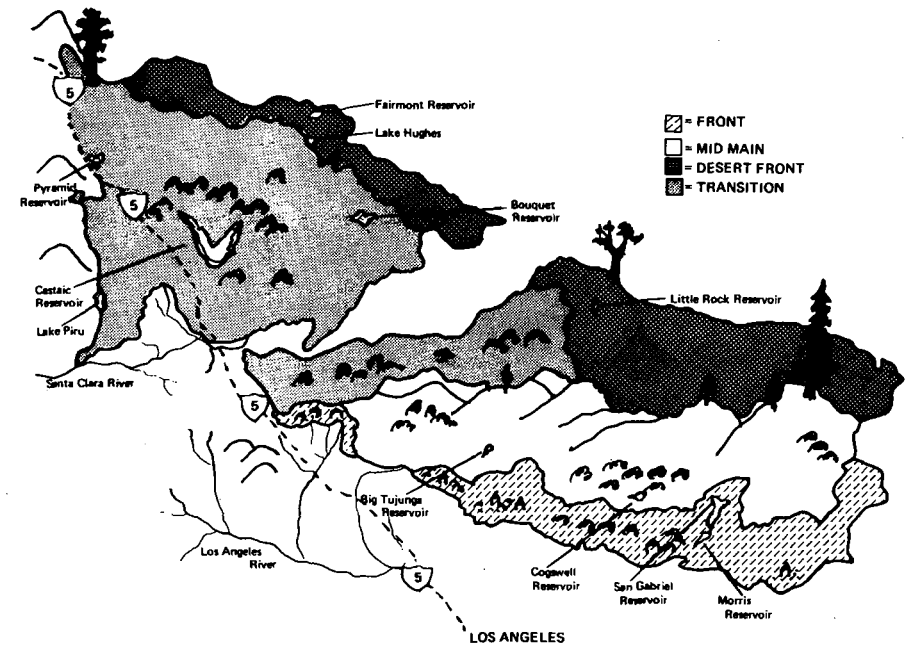 5
Fairmont Reservoir
= FRONT
Lake Hughes
= MID MAIN
= DESERT FRONT
= TRANSITION
Pyramid
Reservoir
5
Bouquet
Reservoir
Castaic
Reservoir
Little Rock Reservoir
Lake Piru
Santa Clara River
5
Big Tujunga
Reservoir
Los Angeles
River
5
Cogswell
Reservoir
San Gabriel
Reservoir
Morris
Reservoir
LOS ANGELES